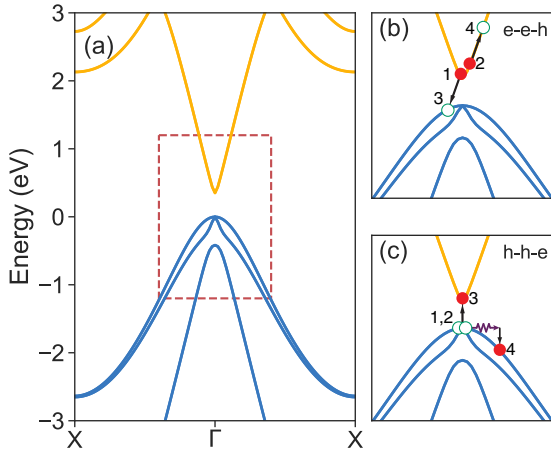 (a)
Energy (eV)
3
2
1
0
−1
−2
−3
X
Γ
X
(b)
e-e-h
4
2
1
3
(c)
h-h-e
3
1,2
4